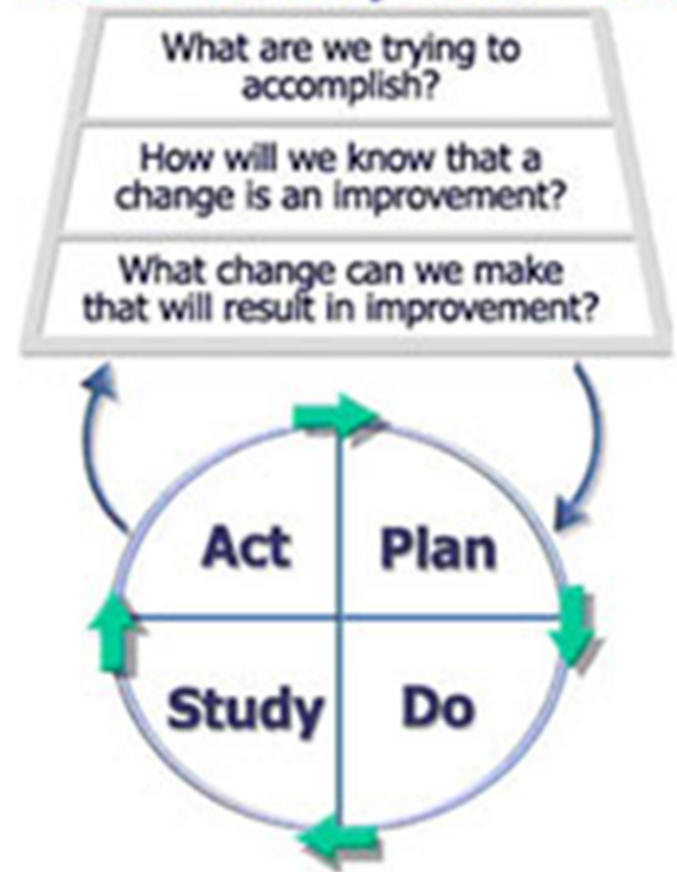 What are we trying to
accomplish?
How will we know that a
change is an improvement?
What change can we make
that will result in improvement?
Act
Plan
Study
Do